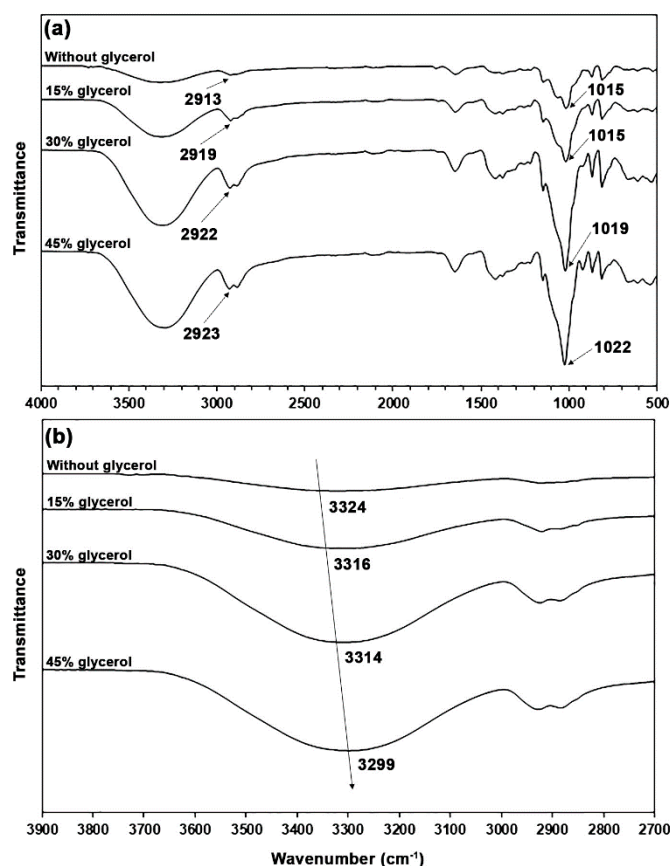 (a)
Without glycerol
2913
1015
15% glycerol
2919
1015
30% glycerol
2922
1019
45% glycerol
2923
1022
Transmittance
4000 3500 3000 2500 2000 1500 1000 500
(b)
Without glycerol
3324
15% glycerol
3316
30% glycerol
3314
45% glycerol
3299
Transmittance
3900 3800 3700 3600 3500 3400 3300 3200 3100 3000 2900 2800 2700
Wavenumber (cm⁻¹)